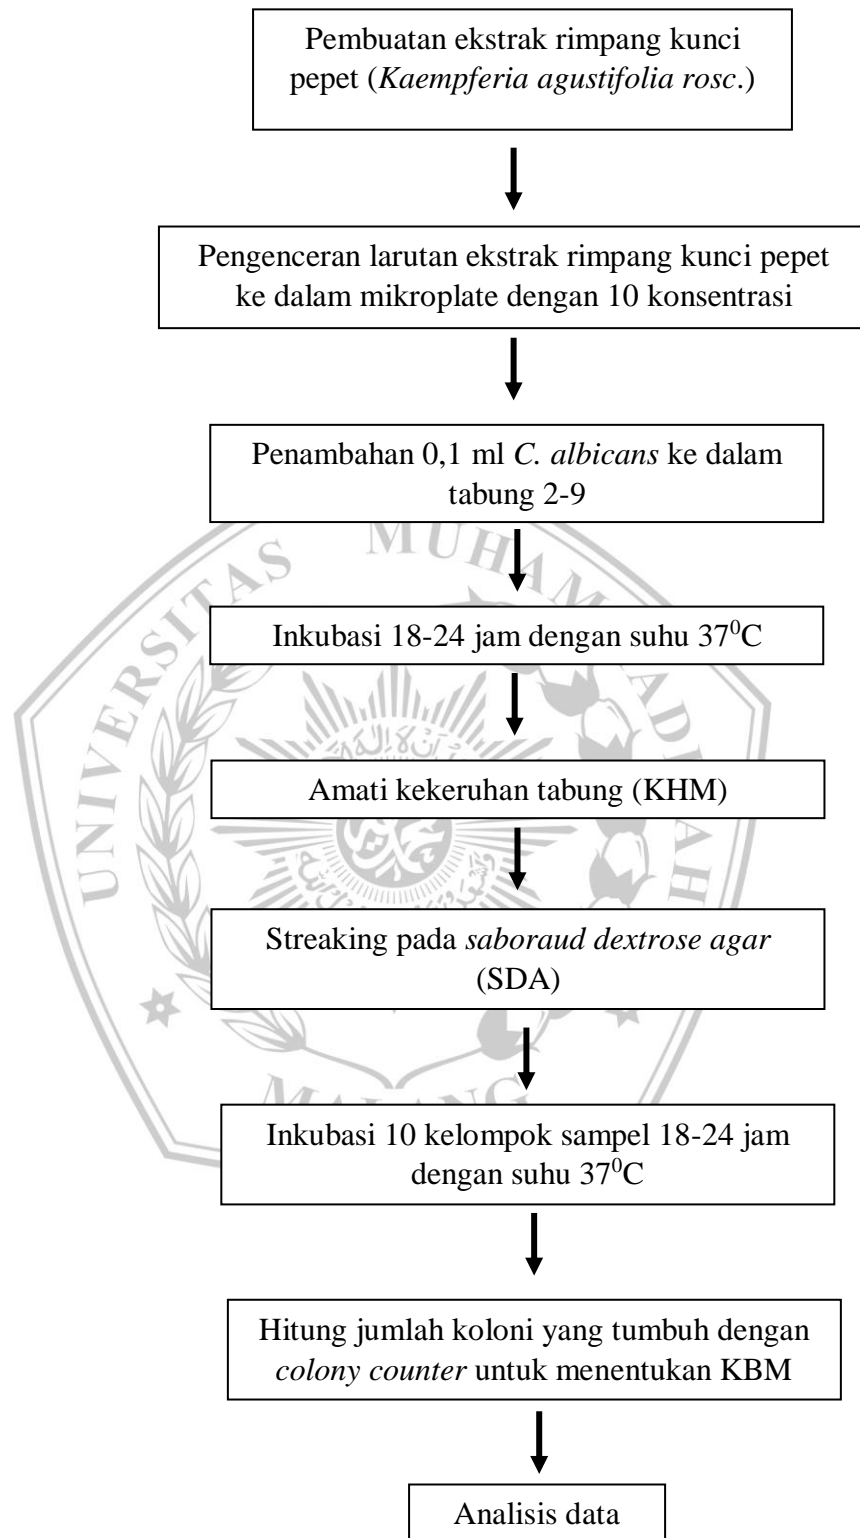 Pembuatan ekstrak rimpang kunci
pepet (Kaempferia agustifolia rosc.)
Pengenceran larutan ekstrak rimpang kunci pepet
ke dalam mikroplate dengan 10 konsentrasi
Penambahan 0,1 ml C. albicans ke dalam
tabung 2-9
Inkubasi 18-24 jam dengan suhu 37⁰C
Amati kekeruhan tabung (KHM)
Streaking pada saboraud dextrose agar
(SDA)
Inkubasi 10 kelompok sampel 18-24 jam
dengan suhu 37⁰C
Hitung jumlah koloni yang tumbuh dengan
colony counter untuk menentukan KBM
Analisis data
UNIVERSITAS MUHAMMADIYAH
MALANG